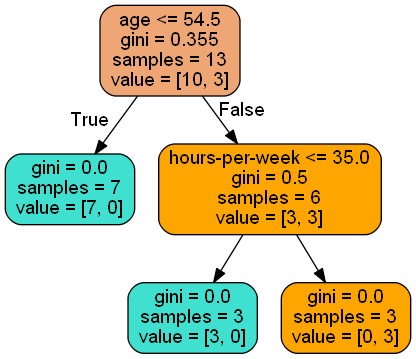 age <= 54.5
gini = 0.355
samples = 13
value = [10, 3]
True
False
gini = 0.0
samples = 7
value = [7, 0]
hours-per-week <= 35.0
gini = 0.5
samples = 6
value = [3, 3]
gini = 0.0
samples = 3
value = [3, 0]
gini = 0.0
samples = 3
value = [0, 3]